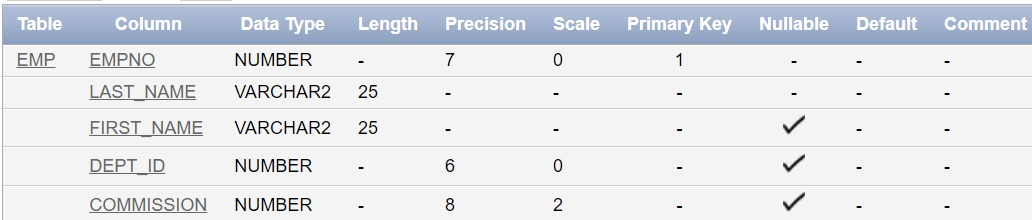 Table Column Data Type Length Precision Scale Primary Key Nullable Default Comment
EMP EMPNO NUMBER - 7 0 1 - - -
LAST_NAME VARCHAR2 25 - - - - - -
FIRST_NAME VARCHAR2 25 - - - ✓ - -
DEPT_ID NUMBER - 6 0 - ✓ - -
COMMISSION NUMBER - 8 2 - ✓ - -